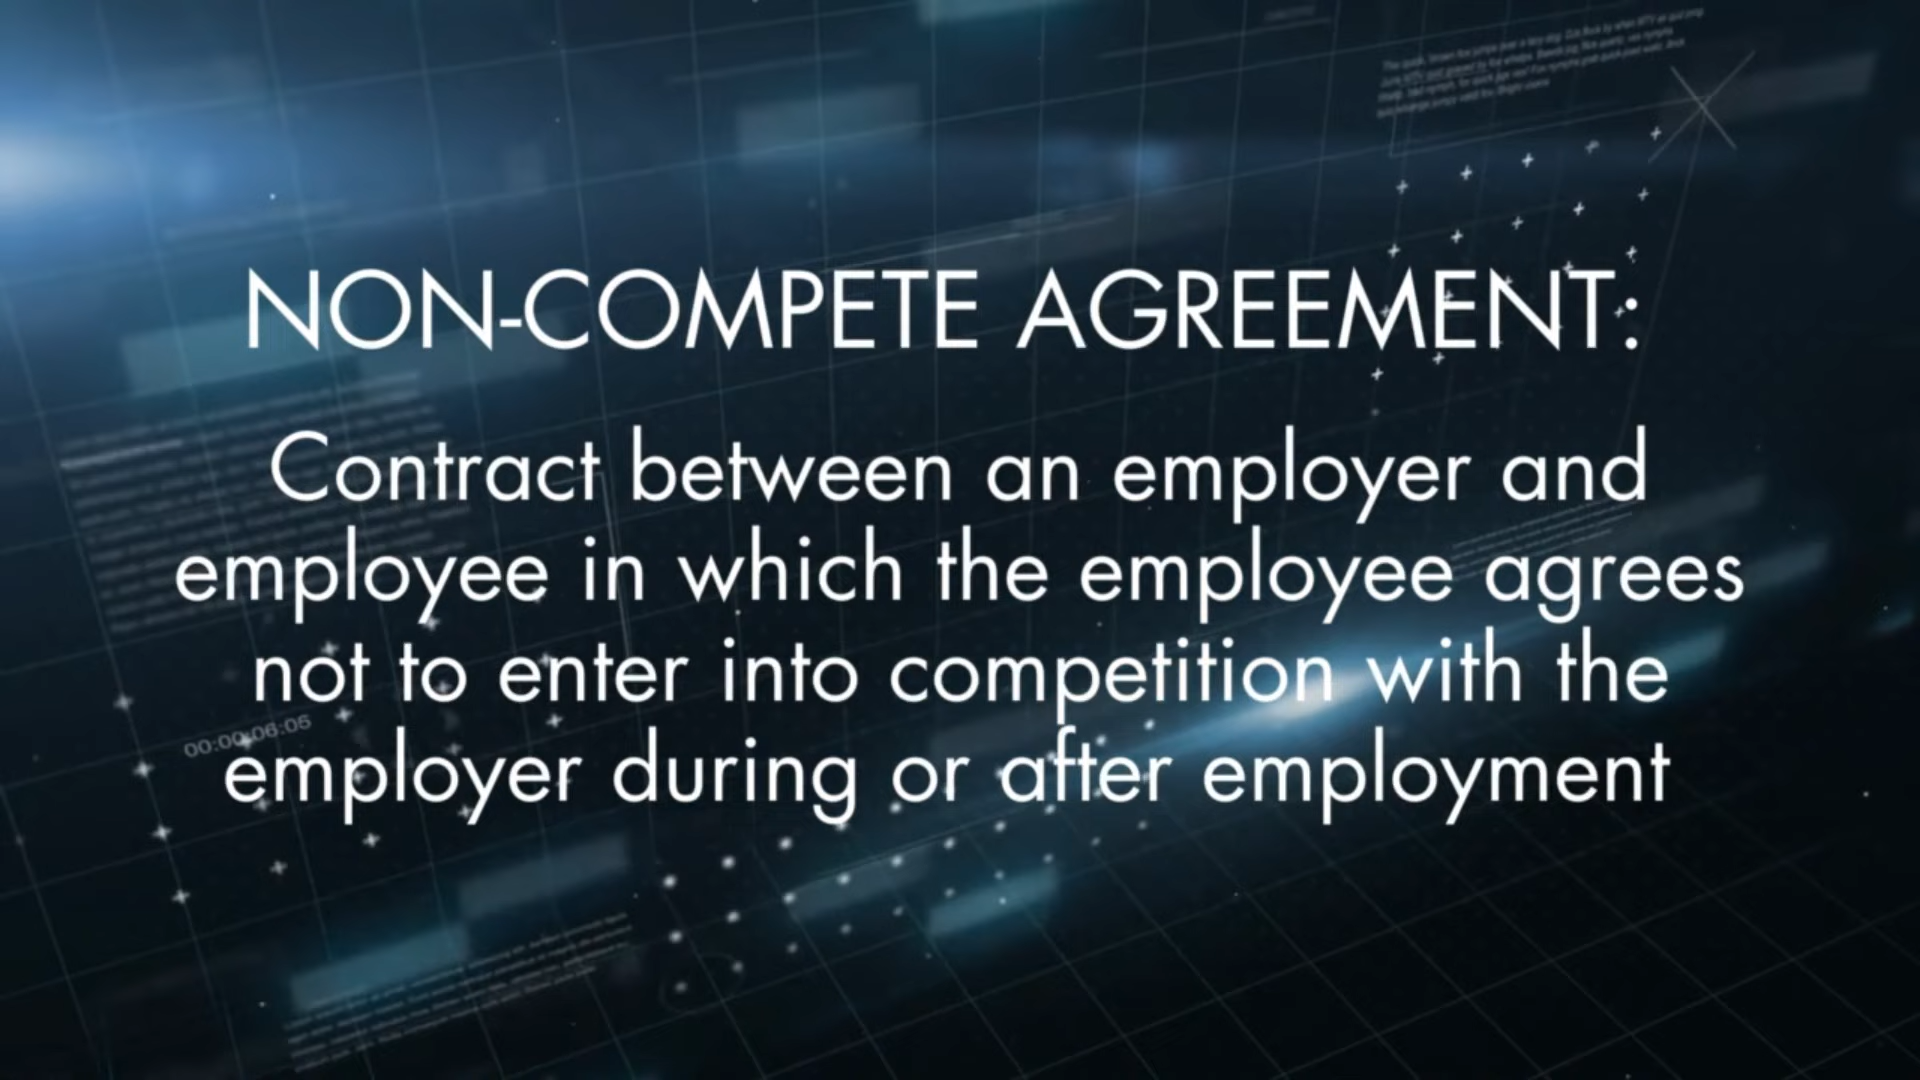 NON-COMPETE AGREEMENT:
Contract between an employer and
employee in which the employee agrees
not to enter into competition with the
employer during or after employment
00:00:06:05